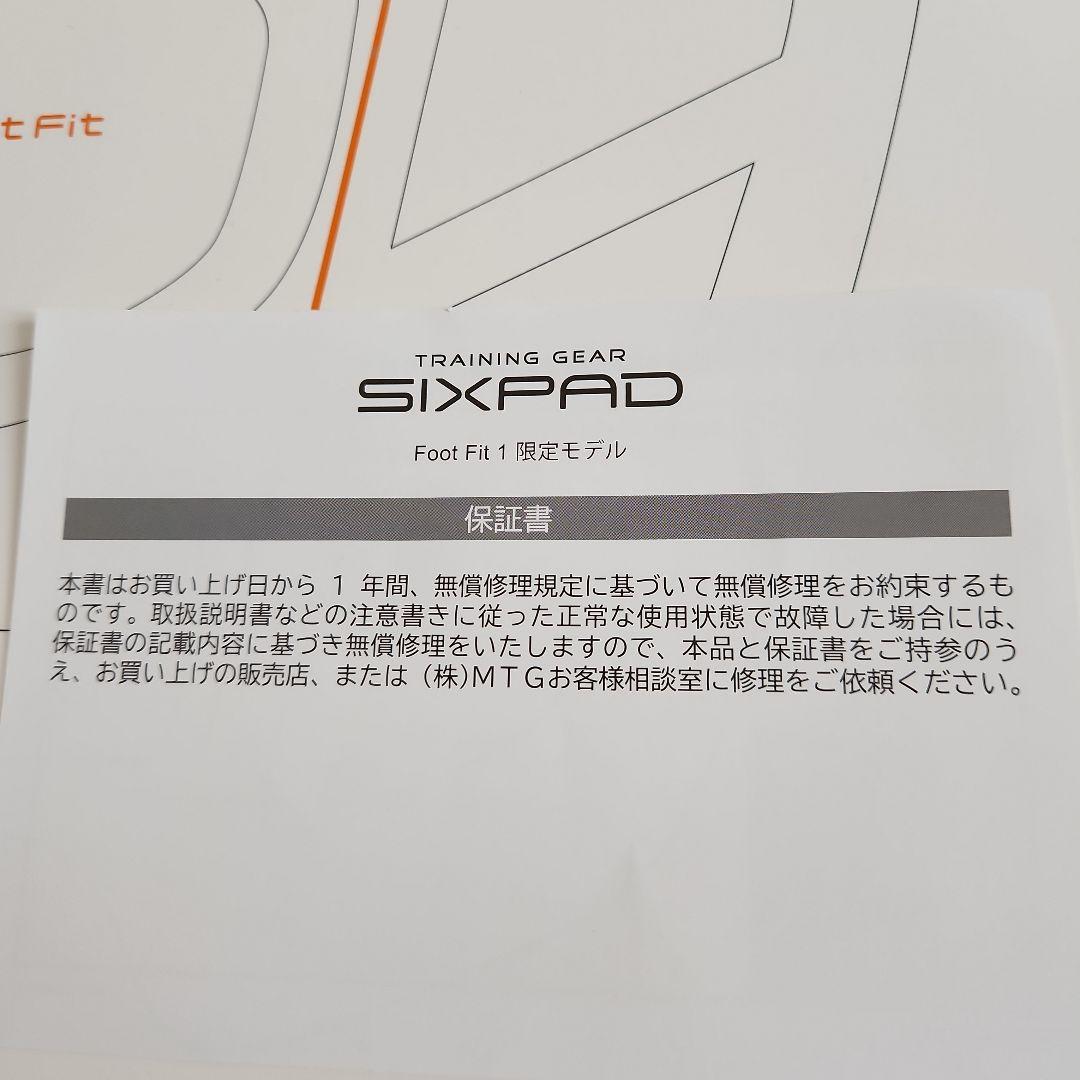 t Fit
TRAINING GEAR
SIXPAD
Foot Fit 1 限定モデル
保証書
本書はお買い上げ日から 1 年間、無償修理規定に基づいて無償修理をお約束するも
のです。取扱説明書などの注意書きに従った正常な使用状態で故障した場合には、
保証書の記載内容に基づき無償修理をいたしますので、本品と保証書をご持参のう
え、お買い上げの販売店、または（株)MTGお客様相談室に修理をご依頼ください。